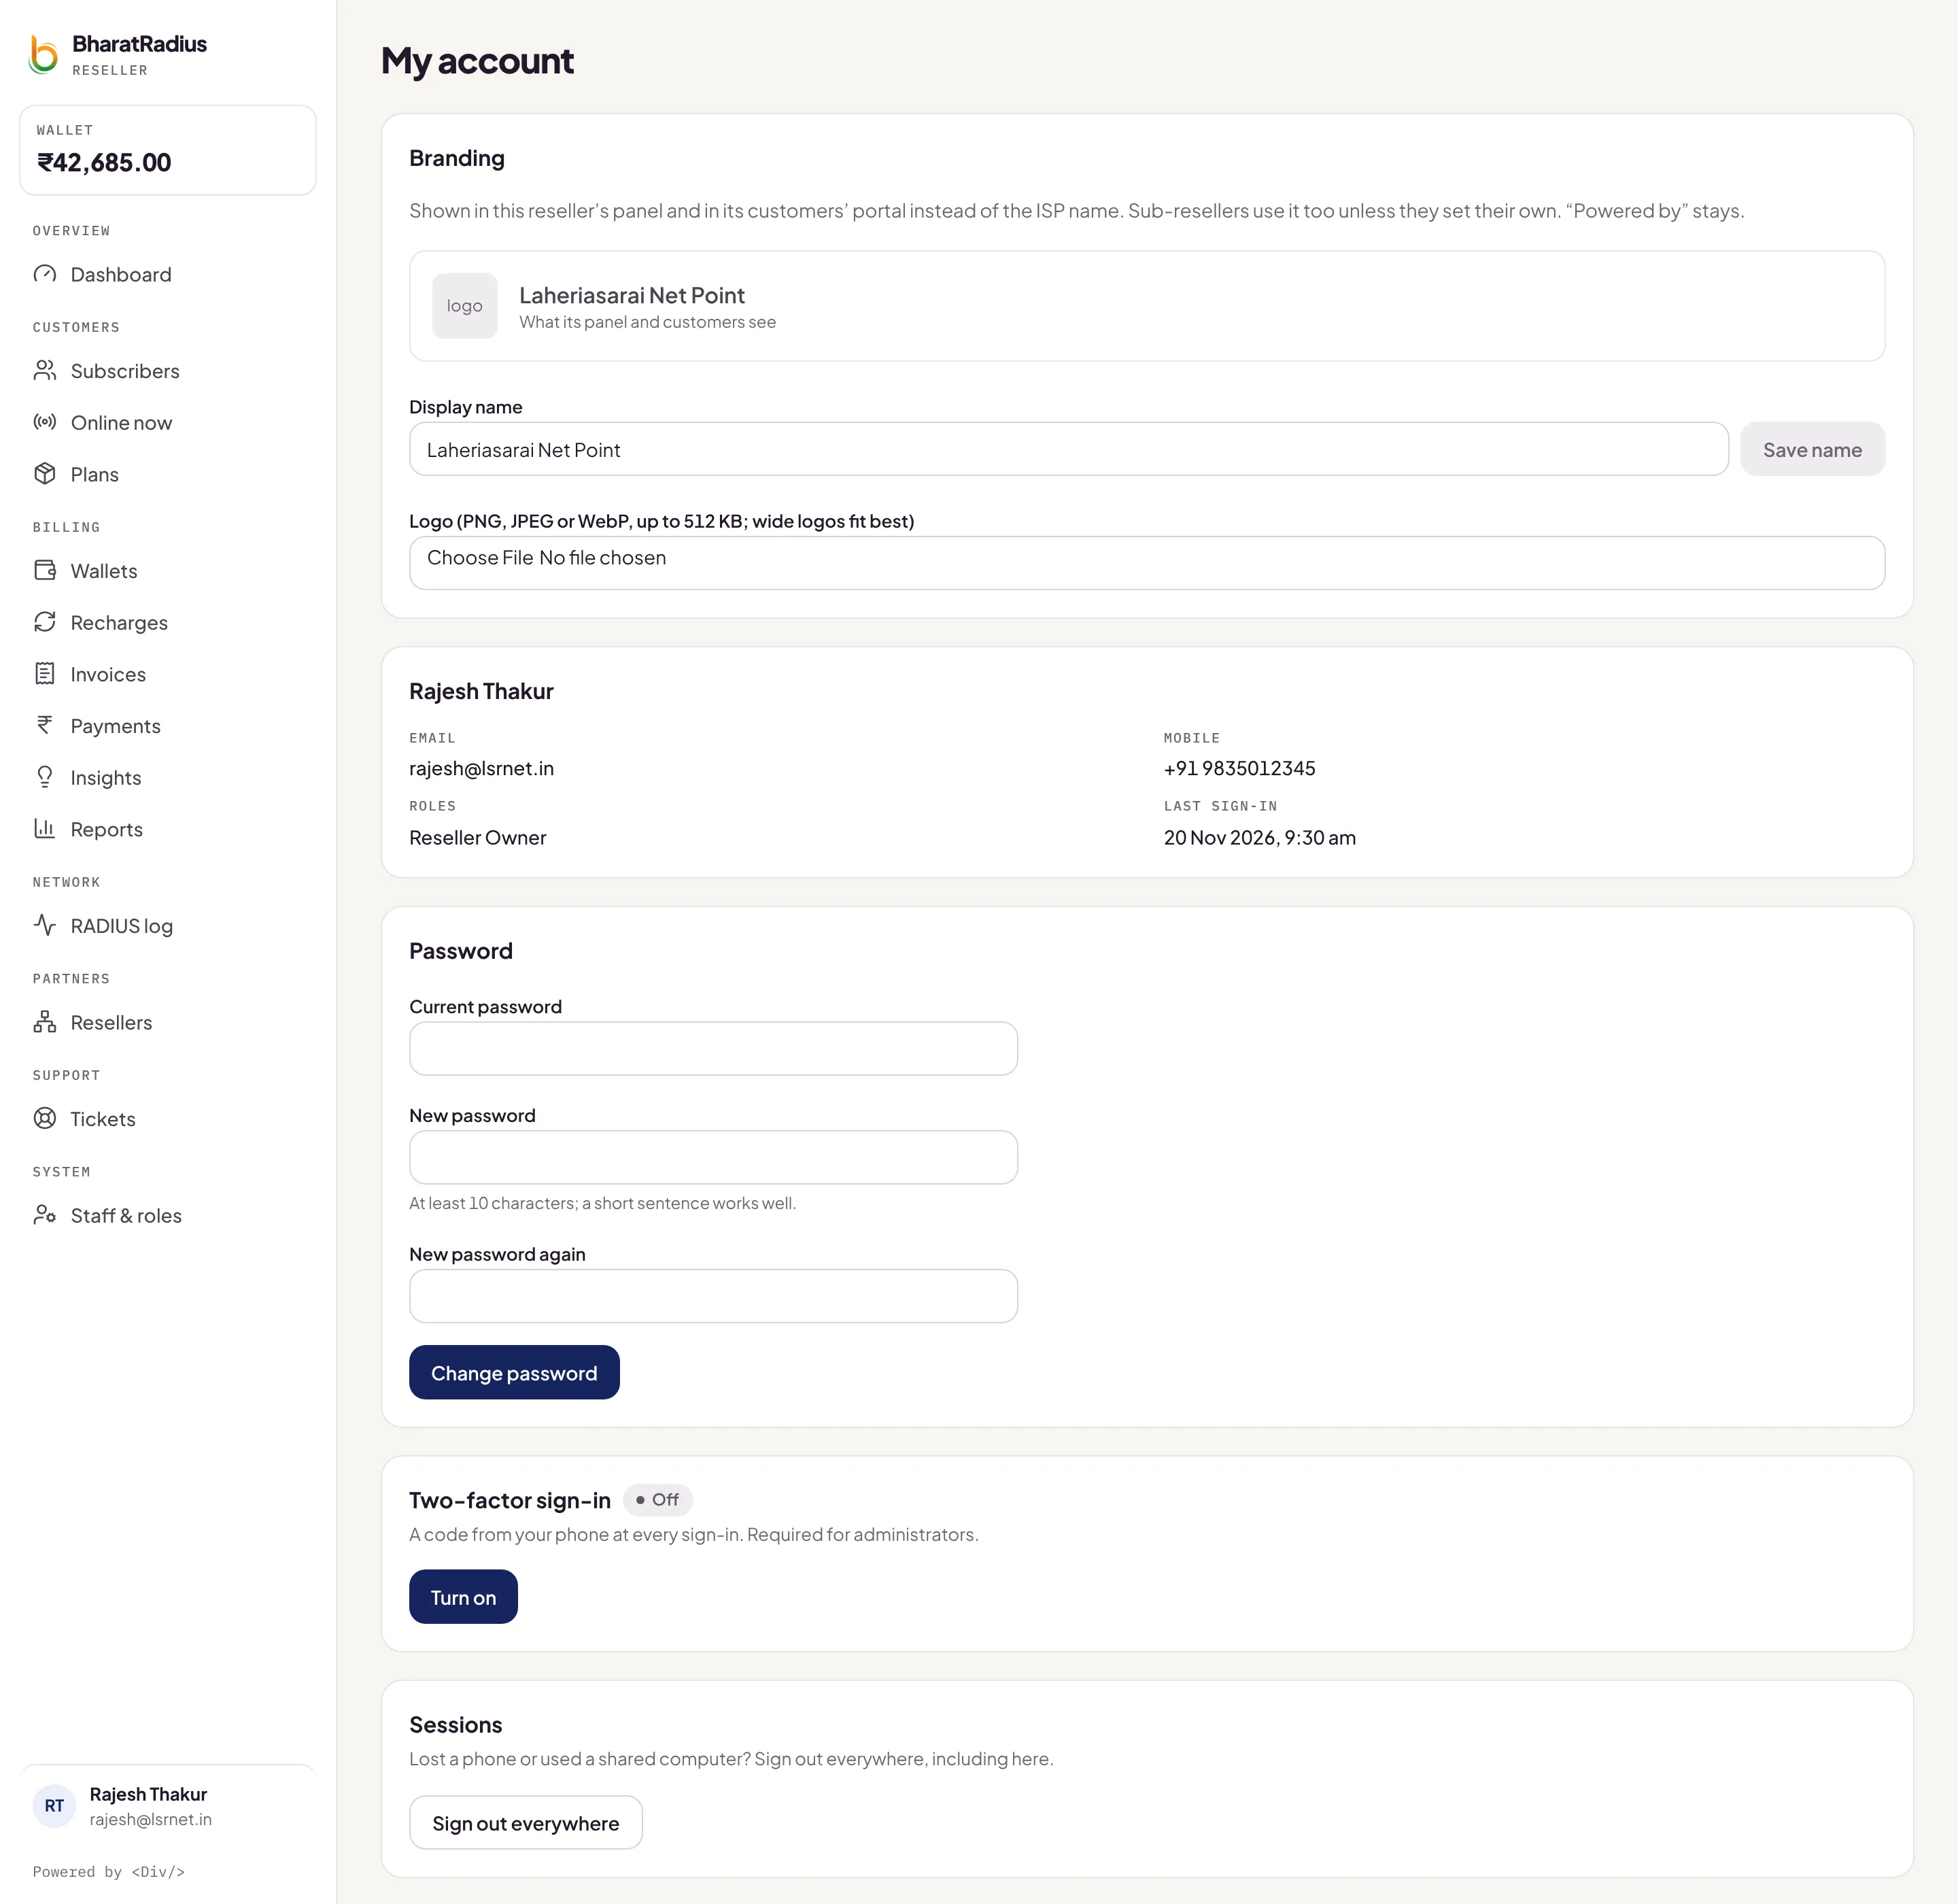 BharatRadius
RESELLER
WALLET
₹42,685.00
OVERVIEW
Dashboard
CUSTOMERS
Subscribers
Online now
Plans
BILLING
Wallets
Recharges
Invoices
Payments
Insights
Reports
NETWORK
RADIUS log
PARTNERS
Resellers
SUPPORT
Tickets
SYSTEM
Staff & roles
RT
Rajesh Thakur
rajesh@lsrnet.in
Powered by <Div/>
My account
Branding
Shown in this reseller’s panel and in its customers’ portal instead of the ISP name. Sub-resellers use it too unless they set their own. “Powered by” stays.
logo
Laheriasarai Net Point
What its panel and customers see
Display name
Laheriasarai Net Point
Save name
Logo (PNG, JPEG or WebP, up to 512 KB; wide logos fit best)
Choose File No file chosen
Rajesh Thakur
EMAIL
rajesh@lsrnet.in
MOBILE
+91 9835012345
ROLES
Reseller Owner
LAST SIGN-IN
20 Nov 2026, 9:30 am
Password
Current password
New password
At least 10 characters; a short sentence works well.
New password again
Change password
Two-factor sign-in
Off
A code from your phone at every sign-in. Required for administrators.
Turn on
Sessions
Lost a phone or used a shared computer? Sign out everywhere, including here.
Sign out everywhere